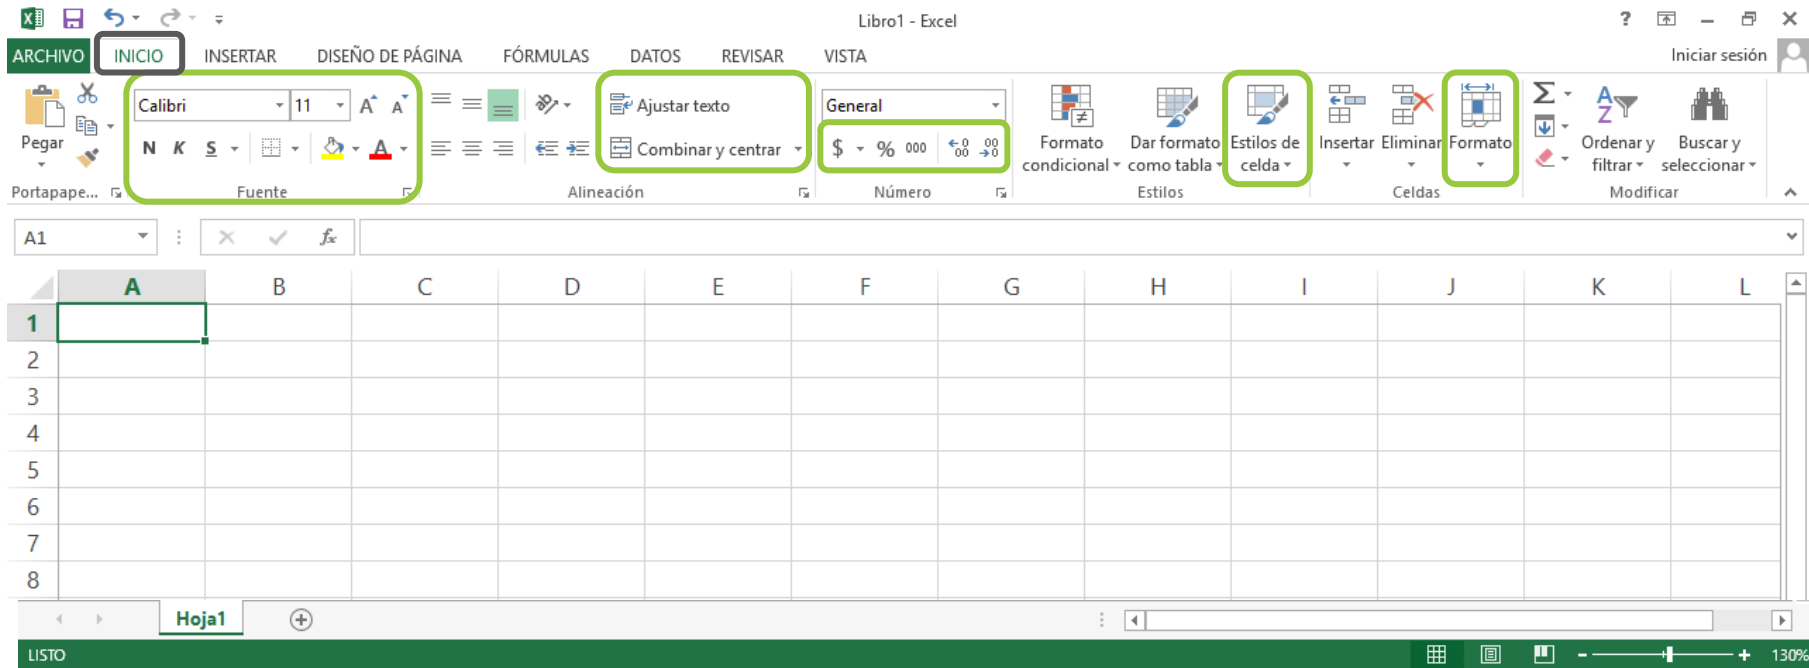 Libro1 - Excel
ARCHIVO INICIO INSERTAR DISEÑO DE PÁGINA FÓRMULAS DATOS REVISAR VISTA Iniciar sesión
Calibri 11 A A Ajustar texto General
Pegar N K S A Combinar y centrar $ % 000 Formato condicional Dar formato como tabla Estilos de celda Insertar Eliminar Formato Ordenar y filtrar Buscar y seleccionar
Portapape... Fuente Alineación Número Estilos Celdas Modificar
A1 fx
A B C D E F G H I J K L
1
2
3
4
5
6
7
8
Hoja1
LISTO 130%